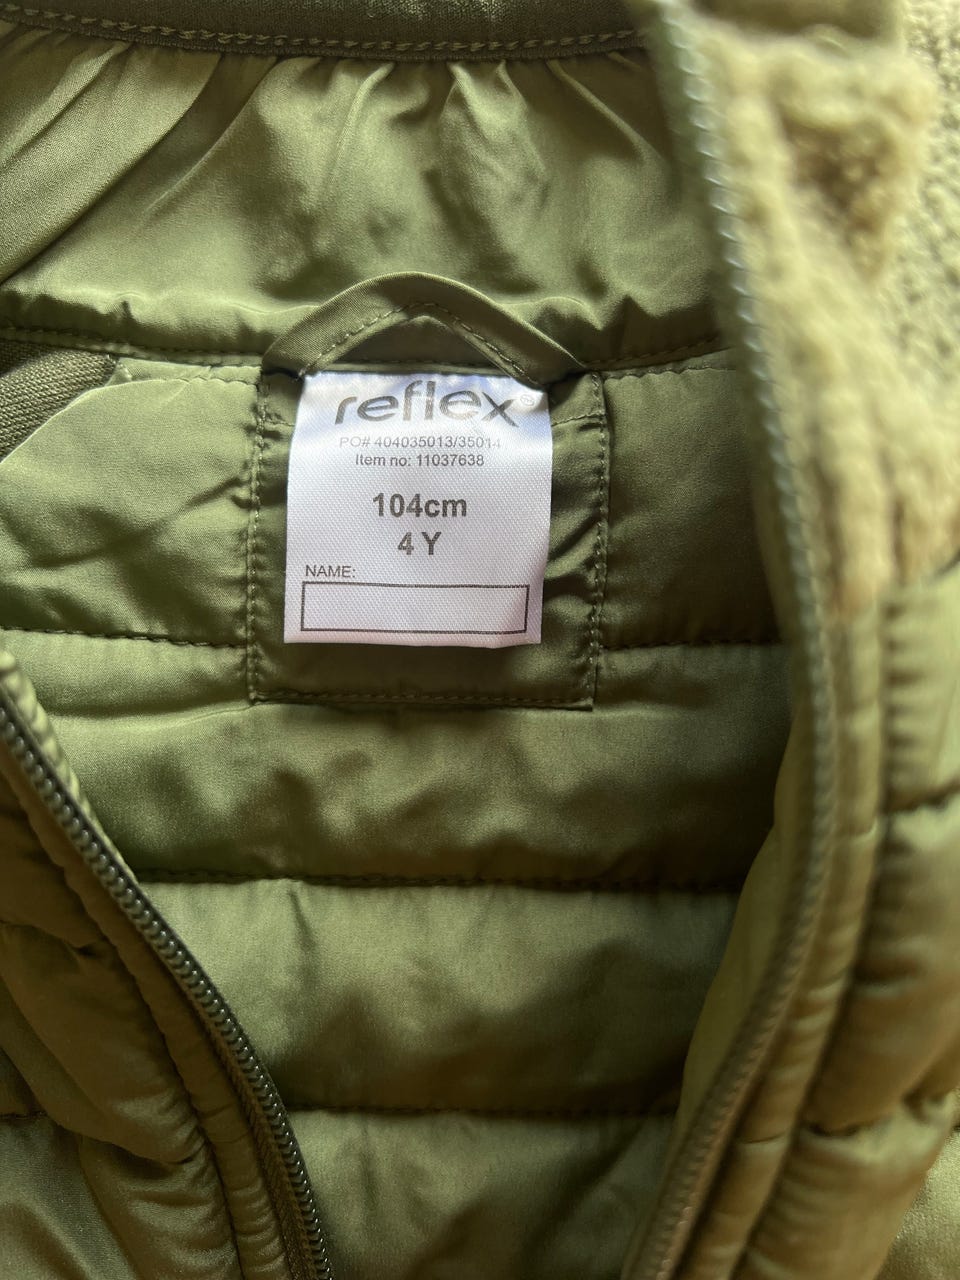 reflex®
PO# 404035013/35014
Item no: 11037638
104cm
4 Y
NAME: